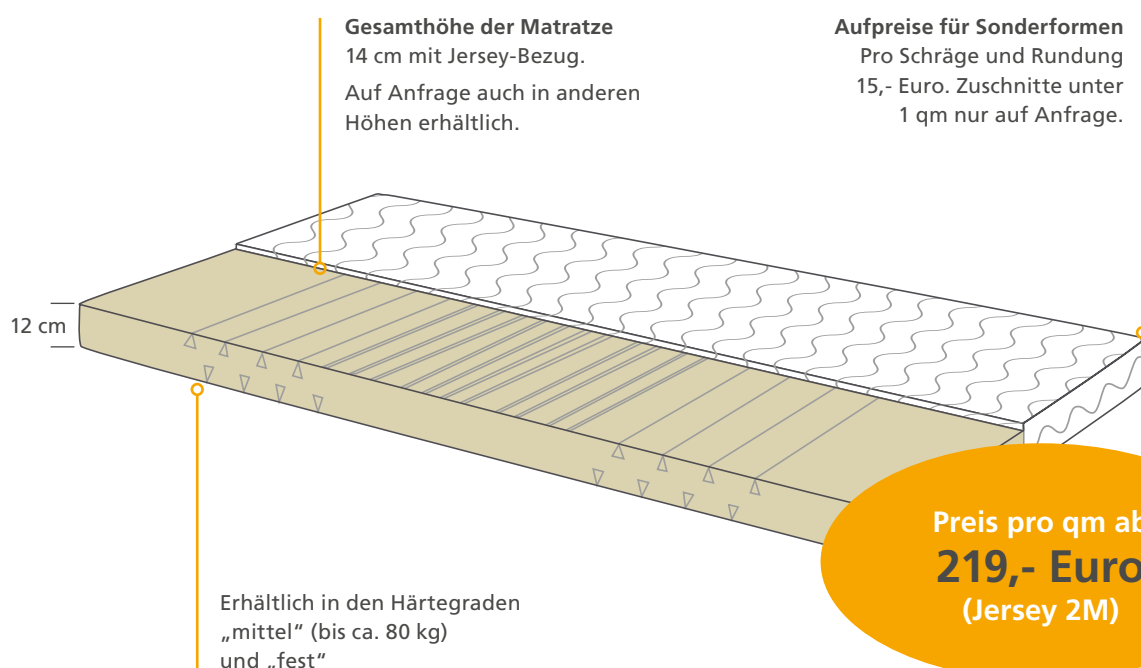 Gesamthöhe der Matratze
14 cm mit Jersey-Bezug.
Auf Anfrage auch in anderen
Höhen erhältlich.
Aufpreise für Sonderformen
Pro Schräge und Rundung
15,- Euro. Zuschnitte unter
1 qm nur auf Anfrage.
12 cm
Preis pro qm ab
219,- Euro
(Jersey 2M)
Erhältlich in den Härtegraden
„mittel“ (bis ca. 80 kg)
und „fest“